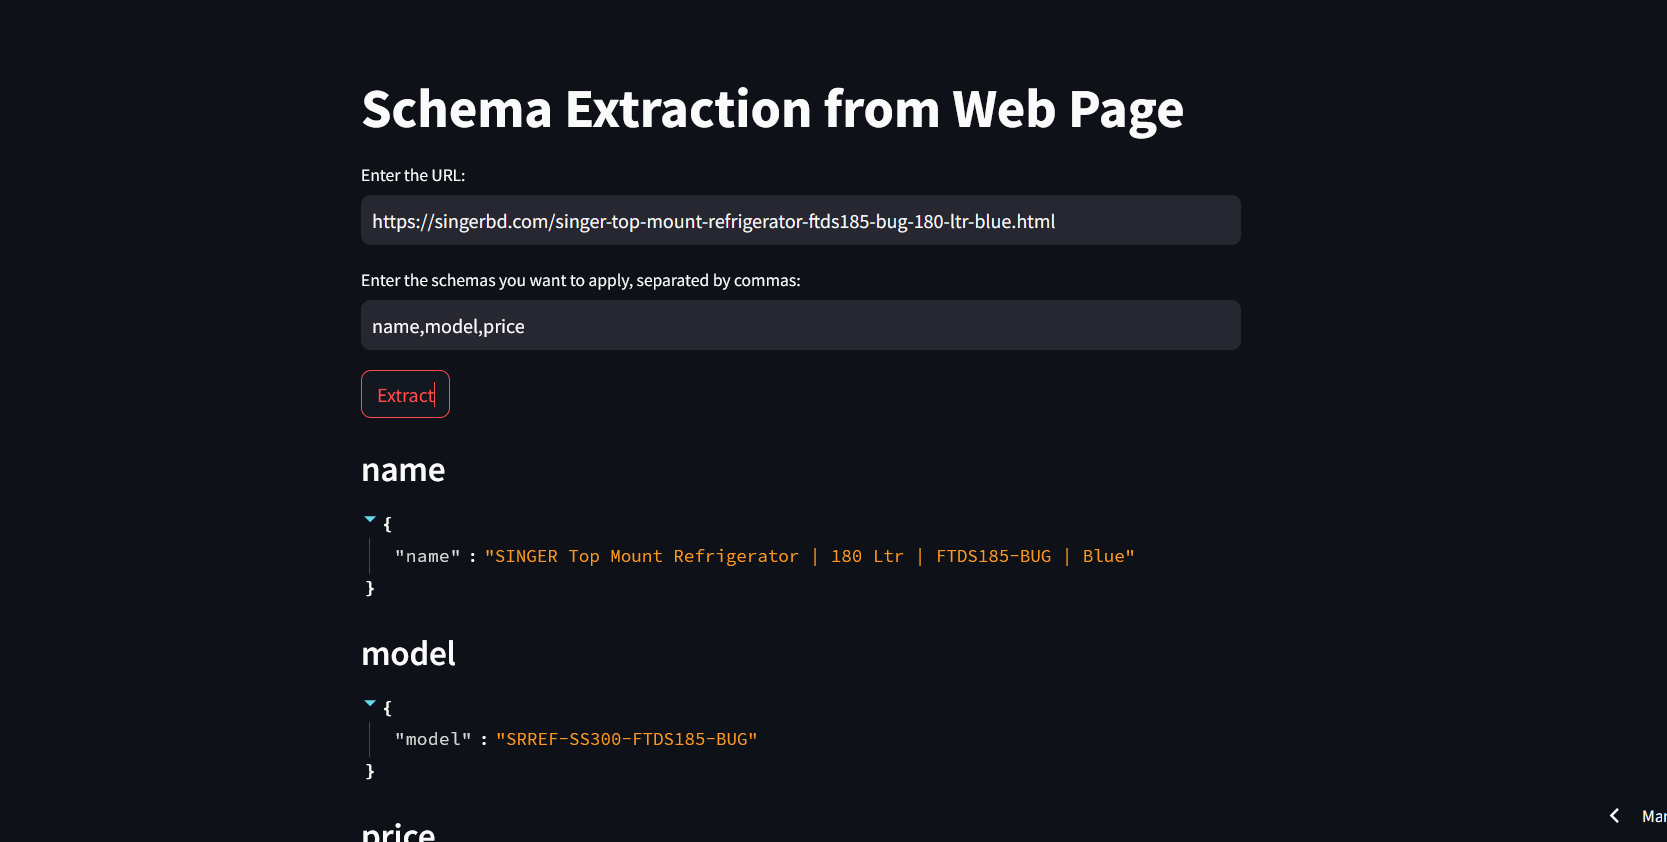 Schema Extraction from Web Page
Enter the URL:
https://singerbd.com/singer-top-mount-refrigerator-ftds185-bug-180-ltr-blue.html
Enter the schemas you want to apply, separated by commas:
name,model,price
Extract
name
{
"name" : "SINGER Top Mount Refrigerator | 180 Ltr | FTDS185-BUG | Blue"
}
model
{
"model" : "SRREF-SS300-FTDS185-BUG"
}
price